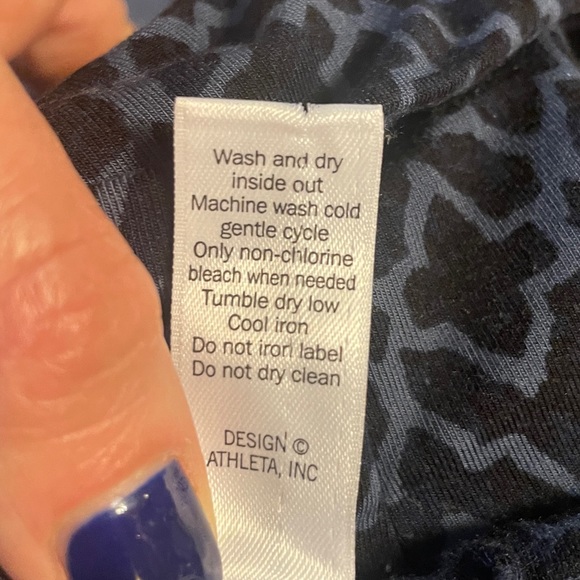 Wash and dry
inside out
Machine wash cold
gentle cycle
Only non-chlorine
bleach when needed
Tumble dry low
Cool iron
Do not iron label
Do not dry clean
DESIGN ©
ATHLETA, INC